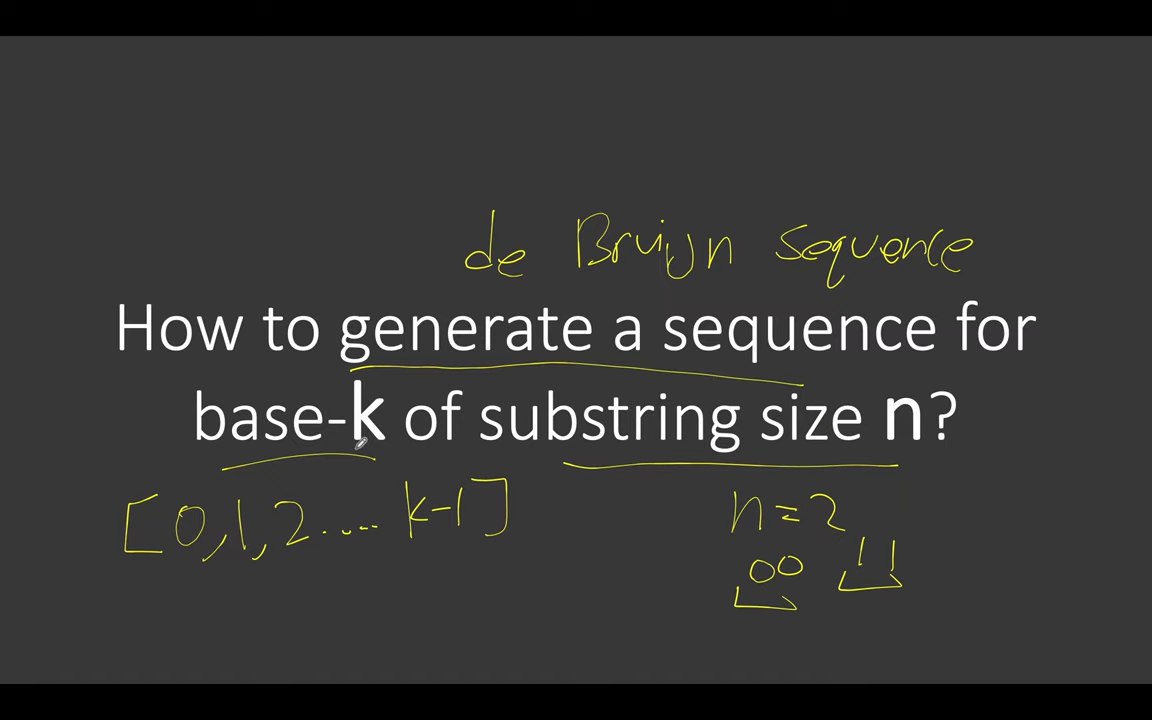 de Bruijn sequence
How to generate a sequence for
base-k of substring size n?
[0,1,2.... k-1]
n=2
00 11